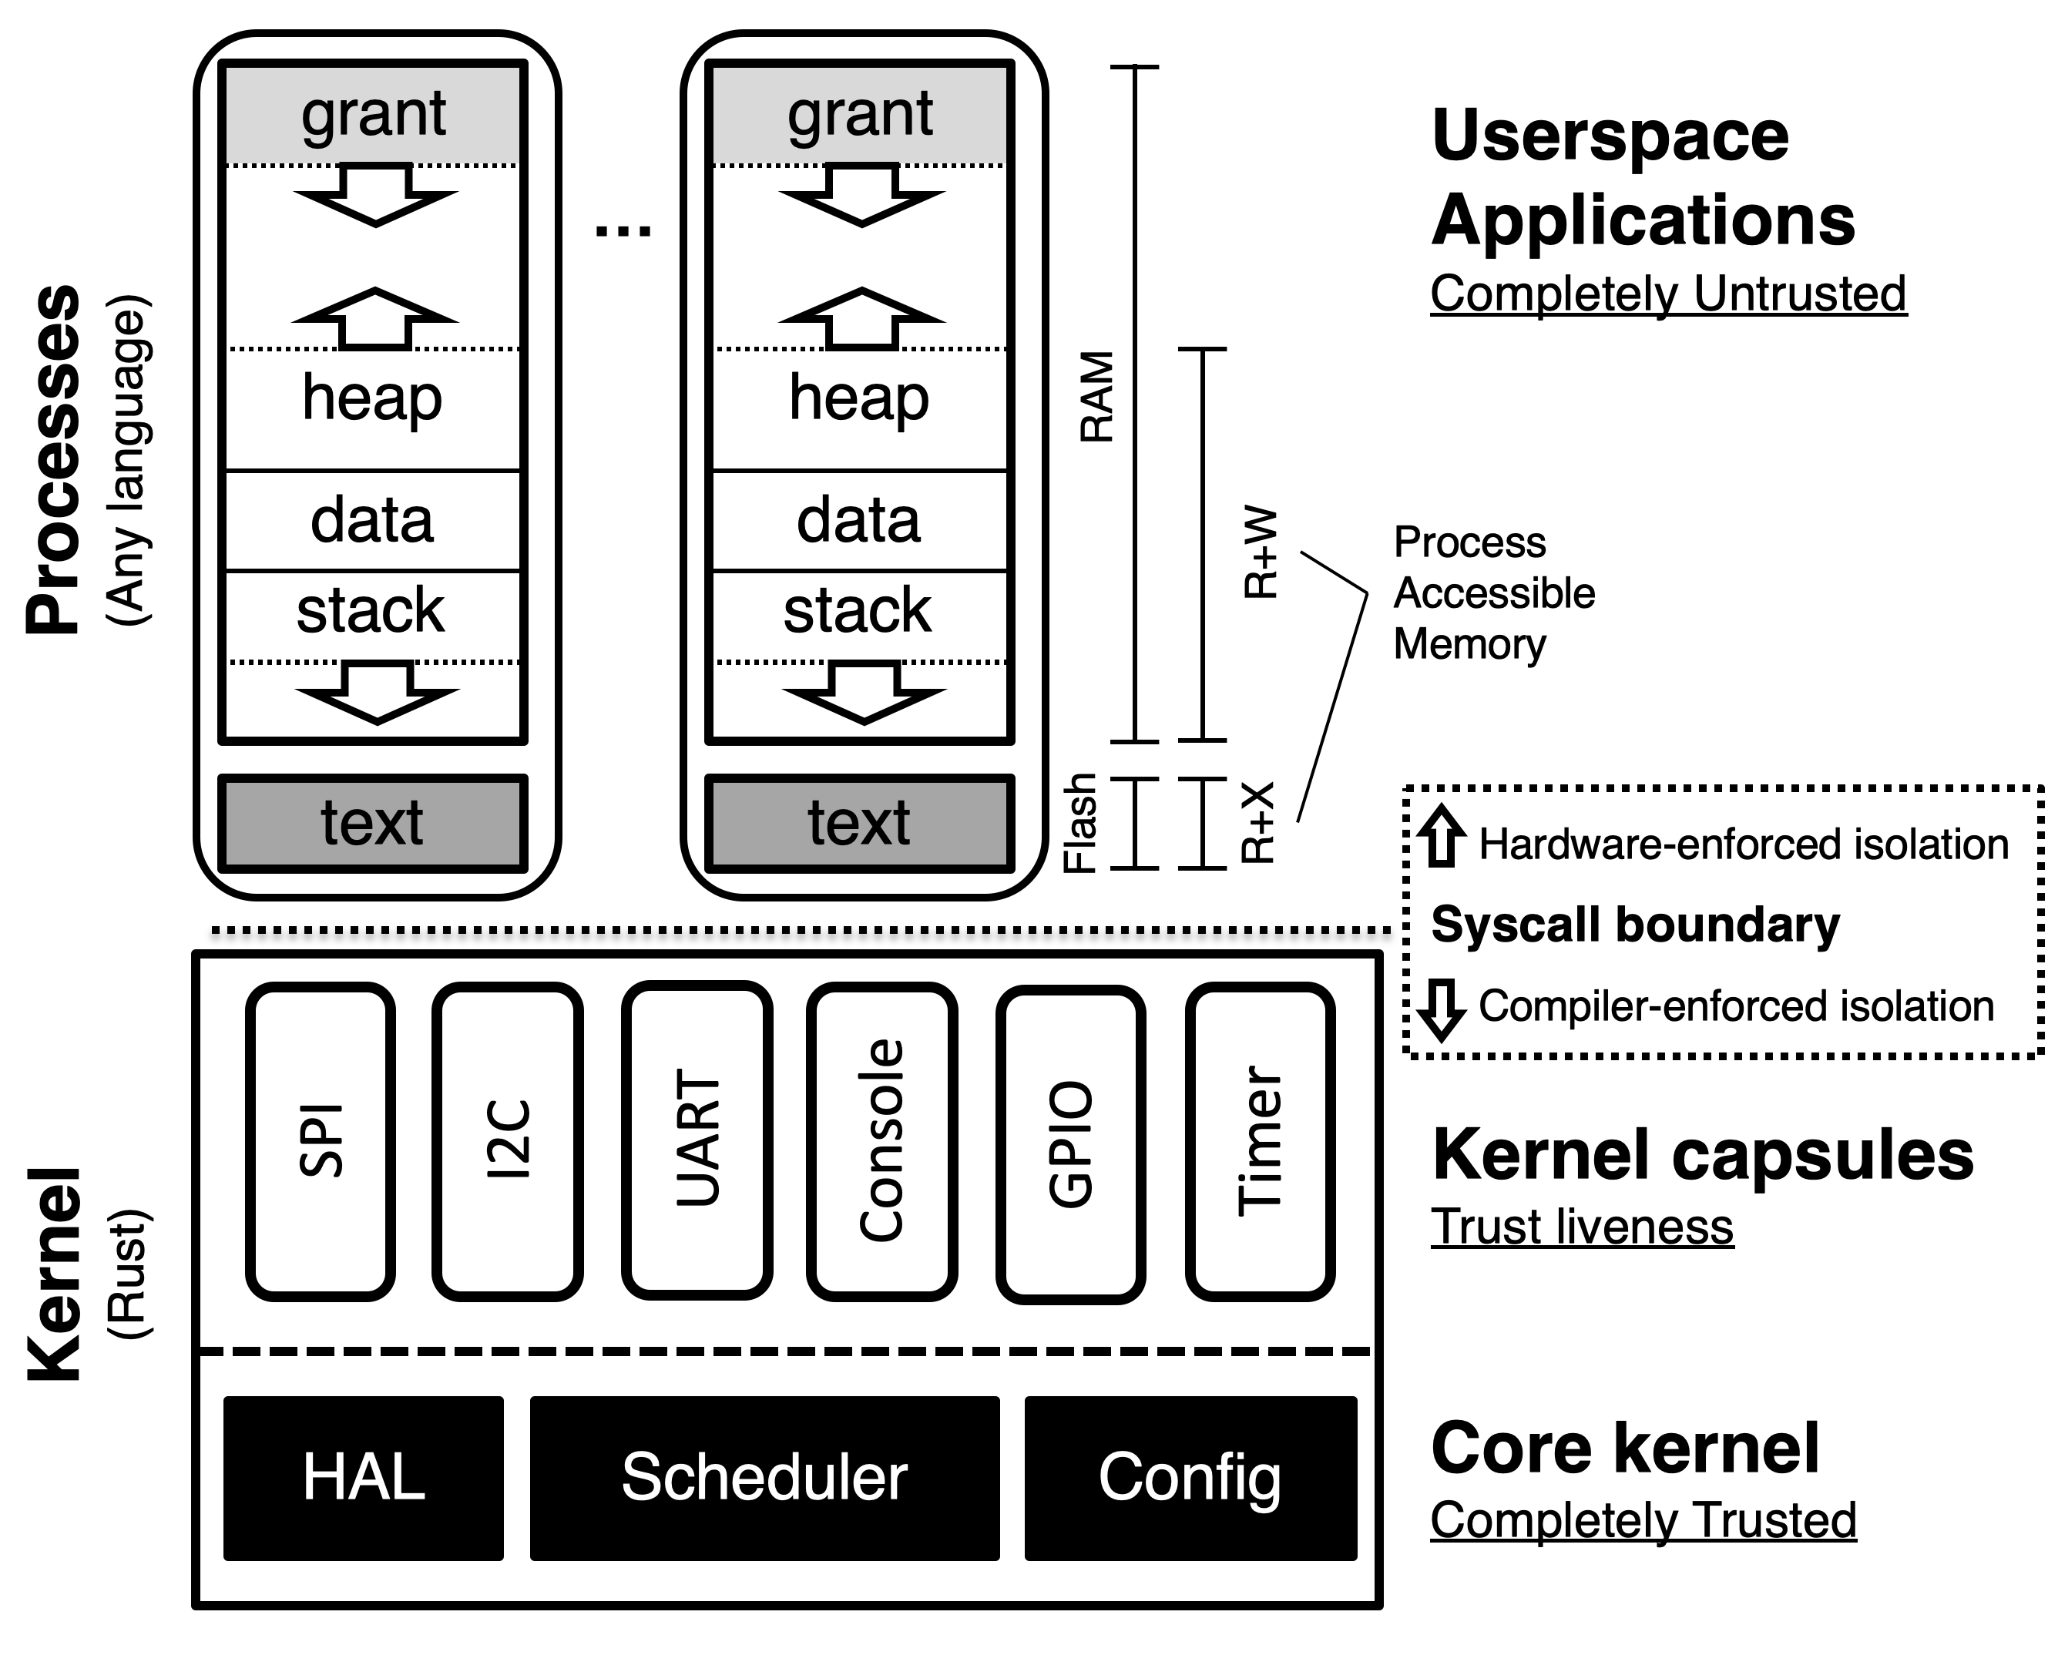 Processes
(Any language)
grant
heap
data
stack
text
...
grant
heap
data
stack
text
RAM
Flash
R+W
R+X
Process
Accessible
Memory
Userspace
Applications
Completely Untrusted
Hardware-enforced isolation
Syscall boundary
Compiler-enforced isolation
Kernel
(Rust)
SPI
I2C
UART
Console
GPIO
Timer
Kernel capsules
Trust liveness
HAL
Scheduler
Config
Core kernel
Completely Trusted